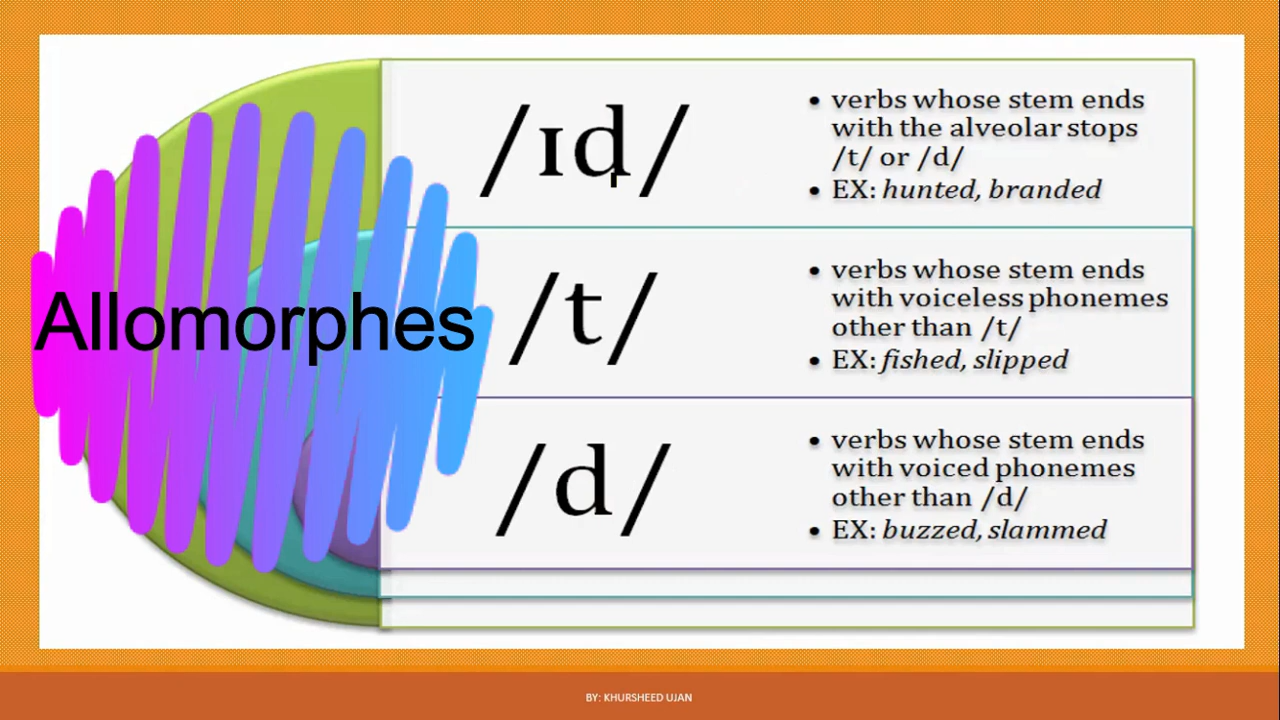 Allomorphes
/ɪd/
• verbs whose stem ends
with the alveolar stops
/t/ or /d/
• EX: hunted, branded
/t/
• verbs whose stem ends
with voiceless phonemes
other than /t/
• EX: fished, slipped
/d/
• verbs whose stem ends
with voiced phonemes
other than /d/
• EX: buzzed, slammed
BY: KHURSHEED UJAN